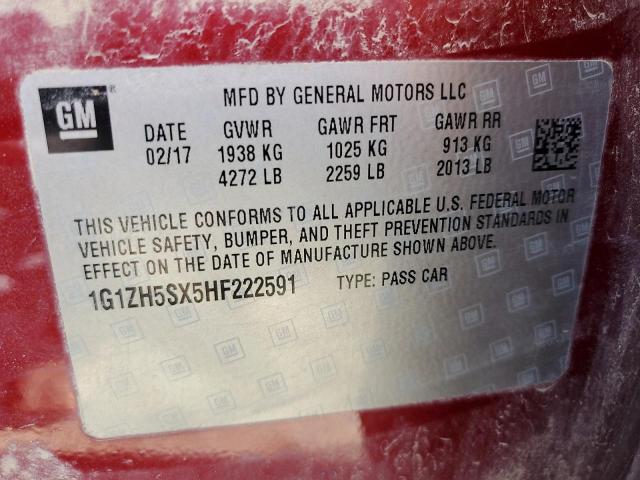 GM
MFD BY GENERAL MOTORS LLC
DATE GVWR GAWR FRT GAWR RR
02/17 1938 KG 1025 KG 913 KG
4272 LB 2259 LB 2013 LB
THIS VEHICLE CONFORMS TO ALL APPLICABLE U.S. FEDERAL MOTOR
VEHICLE SAFETY, BUMPER, AND THEFT PREVENTION STANDARDS IN
EFFECT ON THE DATE OF MANUFACTURE SHOWN ABOVE.
1G1ZH5SX5HF222591 TYPE: PASS CAR